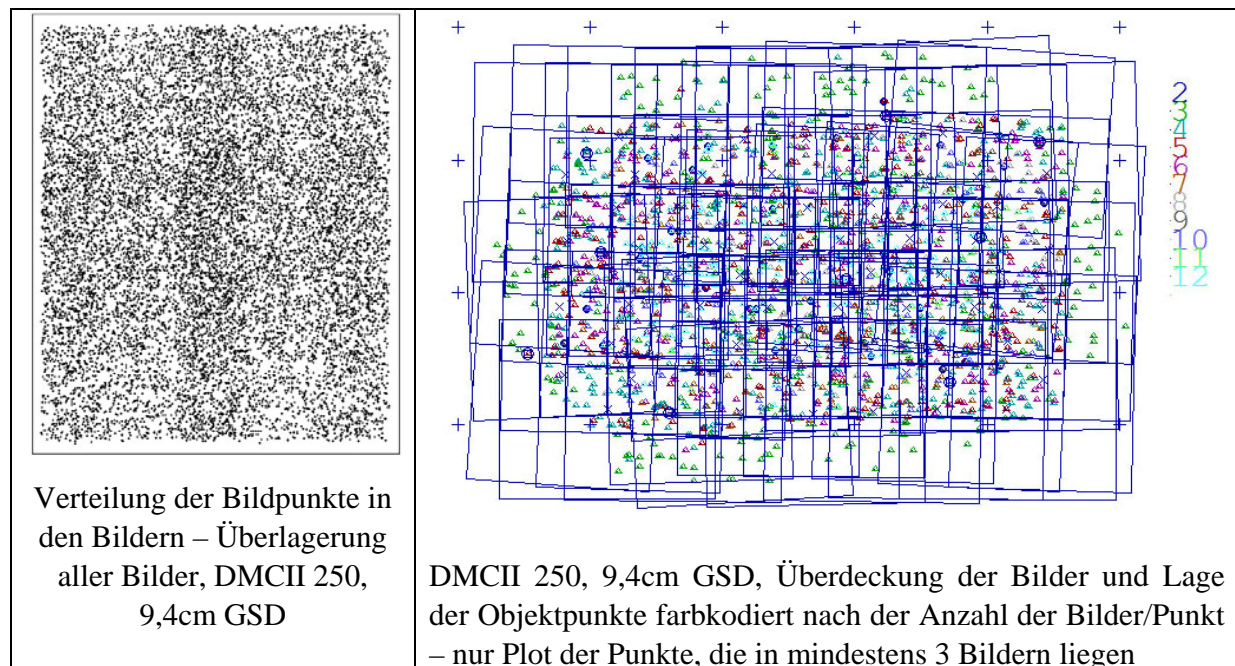 Verteilung der Bildpunkte in
den Bildern – Überlagerung
aller Bilder, DMCII 250,
9,4cm GSD
2
3
4
5
6
7
8
9
10
11
12
DMCII 250, 9,4cm GSD, Überdeckung der Bilder und Lage
der Objektpunkte farbkodiert nach der Anzahl der Bilder/Punkt
– nur Plot der Punkte, die in mindestens 3 Bildern liegen